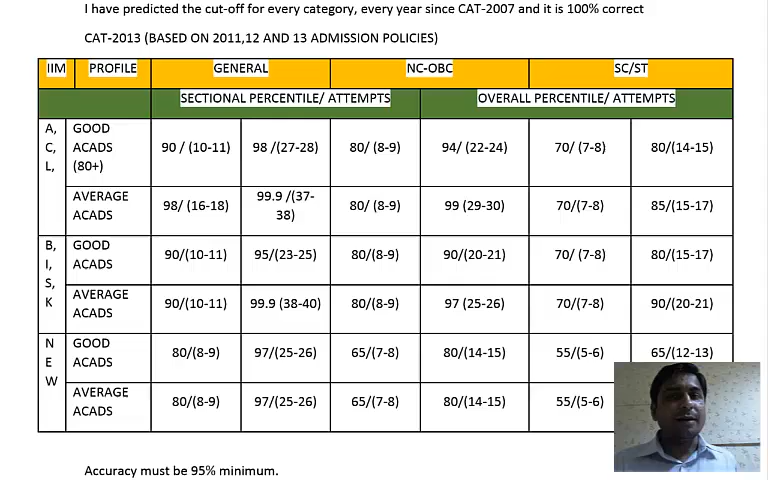 I have predicted the cut-off for every category, every year since CAT-2007 and it is 100% correct
CAT-2013 (BASED ON 2011,12 AND 13 ADMISSION POLICIES)
IIM PROFILE GENERAL NC-OBC SC/ST
SECTIONAL PERCENTILE/ ATTEMPTS OVERALL PERCENTILE/ ATTEMPTS
A, C, L, GOOD ACADS (80+) 90 / (10-11) 98 /(27-28) 80/ (8-9) 94/ (22-24) 70/ (7-8) 80/(14-15)
AVERAGE ACADS 98/ (16-18) 99.9 /(37-38) 80/ (8-9) 99 (29-30) 70/(7-8) 85/(15-17)
B, I, S, K GOOD ACADS 90/(10-11) 95/(23-25) 80/(8-9) 90/(20-21) 70/ (7-8) 80/(15-17)
AVERAGE ACADS 90/(10-11) 99.9 (38-40) 80/(8-9) 97 (25-26) 70/(7-8) 90/(20-21)
N E W GOOD ACADS 80/(8-9) 97/(25-26) 65/(7-8) 80/(14-15) 55/(5-6) 65/(12-13)
AVERAGE ACADS 80/(8-9) 97/(25-26) 65/(7-8) 80/(14-15) 55/(5-6)
Accuracy must be 95% minimum.